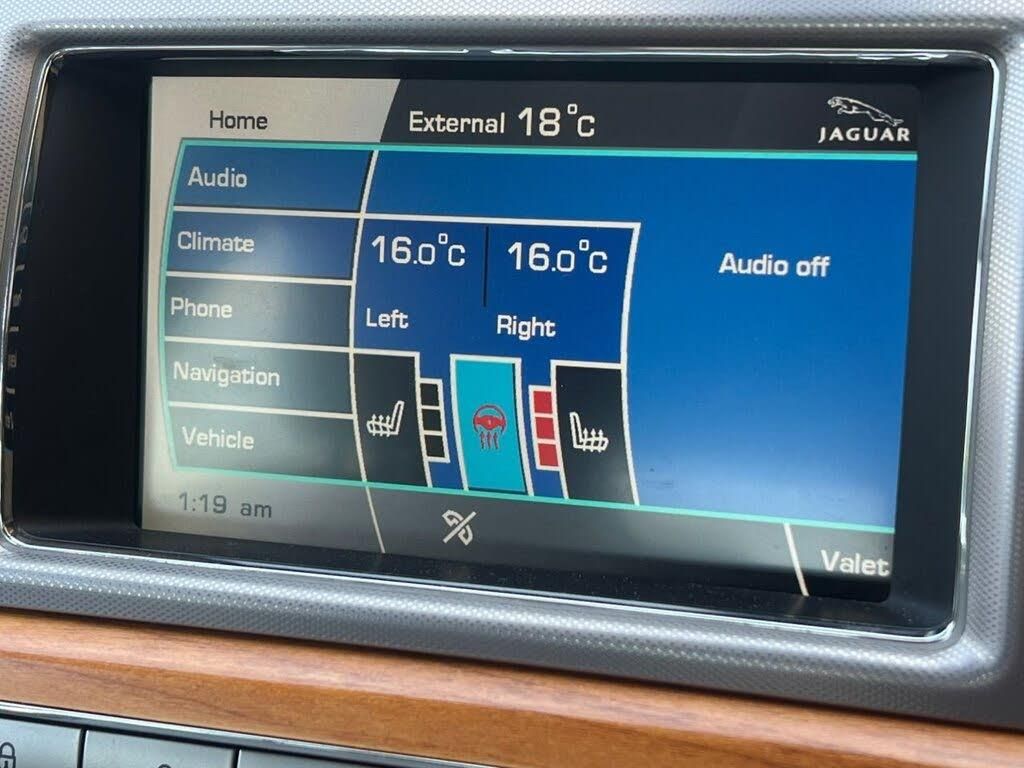 Home
External 18°C
JAGUAR
Audio
Climate
16.0°C
16.0°C
Audio off
Phone
Left
Right
Navigation
Vehicle
1:19 am
Valet